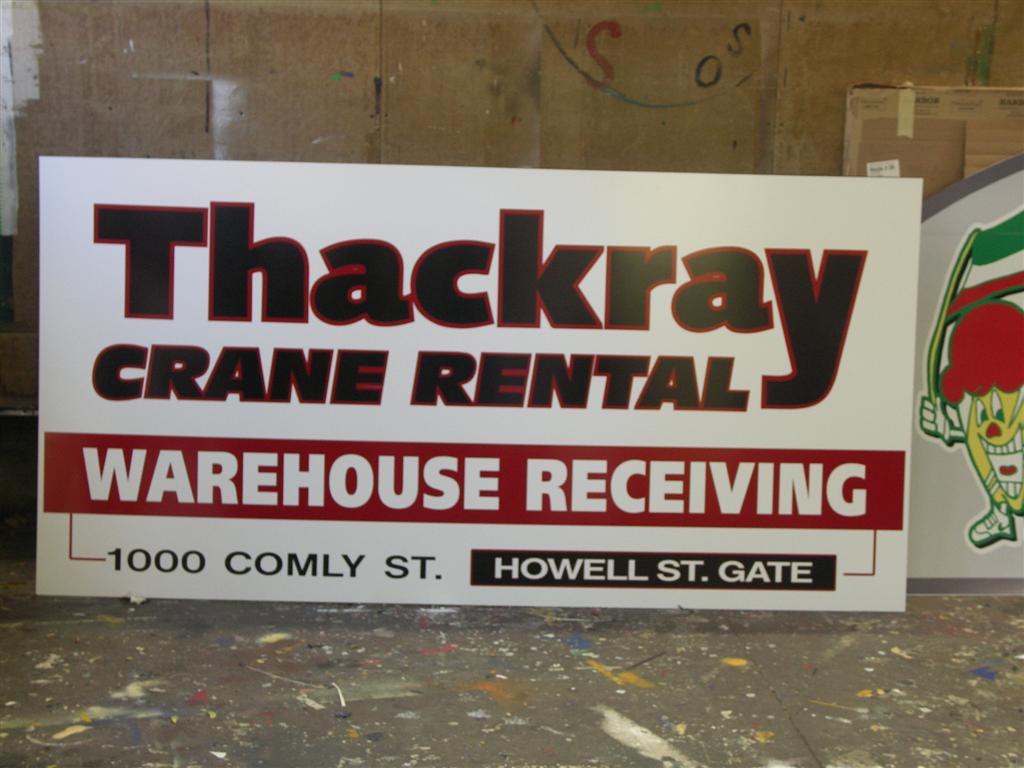 Thackray
CRANE RENTAL
WAREHOUSE RECEIVING
1000 COMLY ST. HOWELL ST. GATE